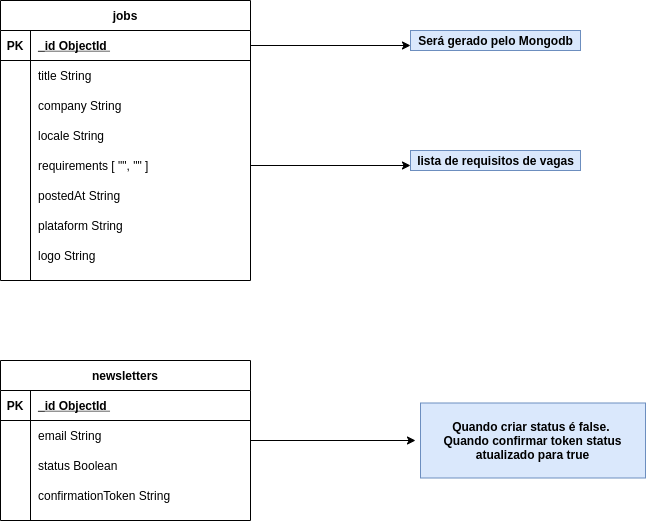 jobs
PK _id ObjectId
Será gerado pelo Mongodb
title String
company String
locale String
requirements [ "", "" ]
lista de requisitos de vagas
postedAt String
plataform String
logo String
newsletters
PK _id ObjectId
email String
status Boolean
confirmationToken String
Quando criar status é false.
Quando confirmar token status
atualizado para true